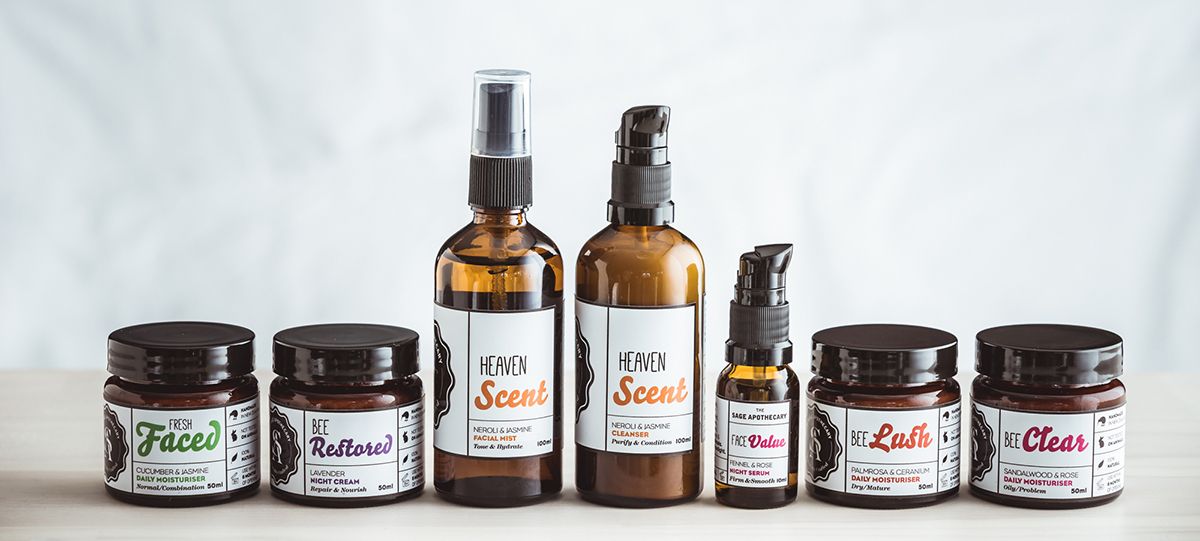 FRESH
Faced
CUCUMBER & JASMINE
DAILY MOISTURISER
Normal/Combination
50ml
BEE
Restored
LAVENDER
NIGHT CREAM
Repair & Nourish
50ml
HEAVEN
Scent
NEROLI & JASMINE
FACIAL MIST
Tone & Hydrate
100ml
HEAVEN
Scent
NEROLI & JASMINE
CLEANSER
Purify & Condition
100ml
THE
SAGE APOTHECARY
FACE Value
FENNEL & ROSE
NIGHT SERUM
Firm & Smooth 10ml
BEE Lush
PALMROSA & GERANIUM
DAILY MOISTURISER
Dry/Mature
50ml
BEE Clear
SANDALWOOD & ROSE
DAILY MOISTURISER
Oily/Problem
50ml
HANDMADE
100%
NATURAL